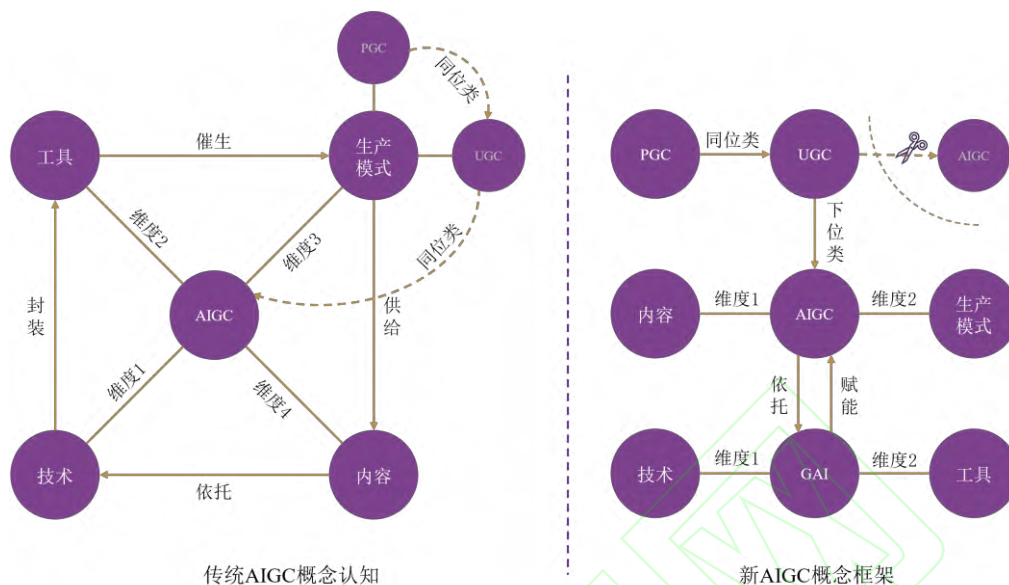 PGC
同位类
工具
催生
生产
模式
UGC
维度2
维度3
同位类
封装
AIGC
供给
维度1
维度4
技术
依托
内容
传统AIGC概念认知
PGC
同位类
UGC
AIGC
下位类
内容
维度1
AIGC
维度2
生产
模式
依托
赋能
技术
维度1
GAI
维度2
工具
新AIGC概念框架